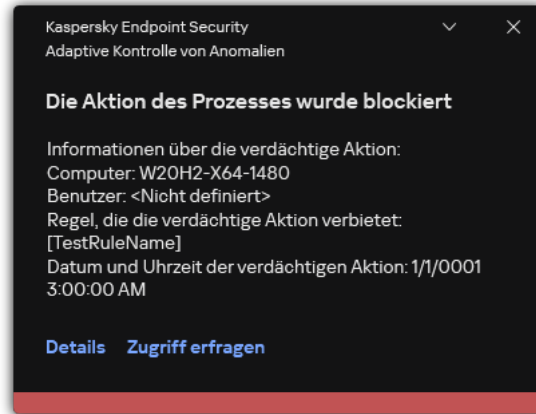 Kaspersky Endpoint Security
Adaptive Kontrolle von Anomalien
Die Aktion des Prozesses wurde blockiert
Informationen über die verdächtige Aktion:
Computer: W20H2-X64-1480
Benutzer: <Nicht definiert>
Regel, die die verdächtige Aktion verbietet:
[TestRuleName]
Datum und Uhrzeit der verdächtigen Aktion: 1/1/0001
3:00:00 AM
Details Zugriff erfragen